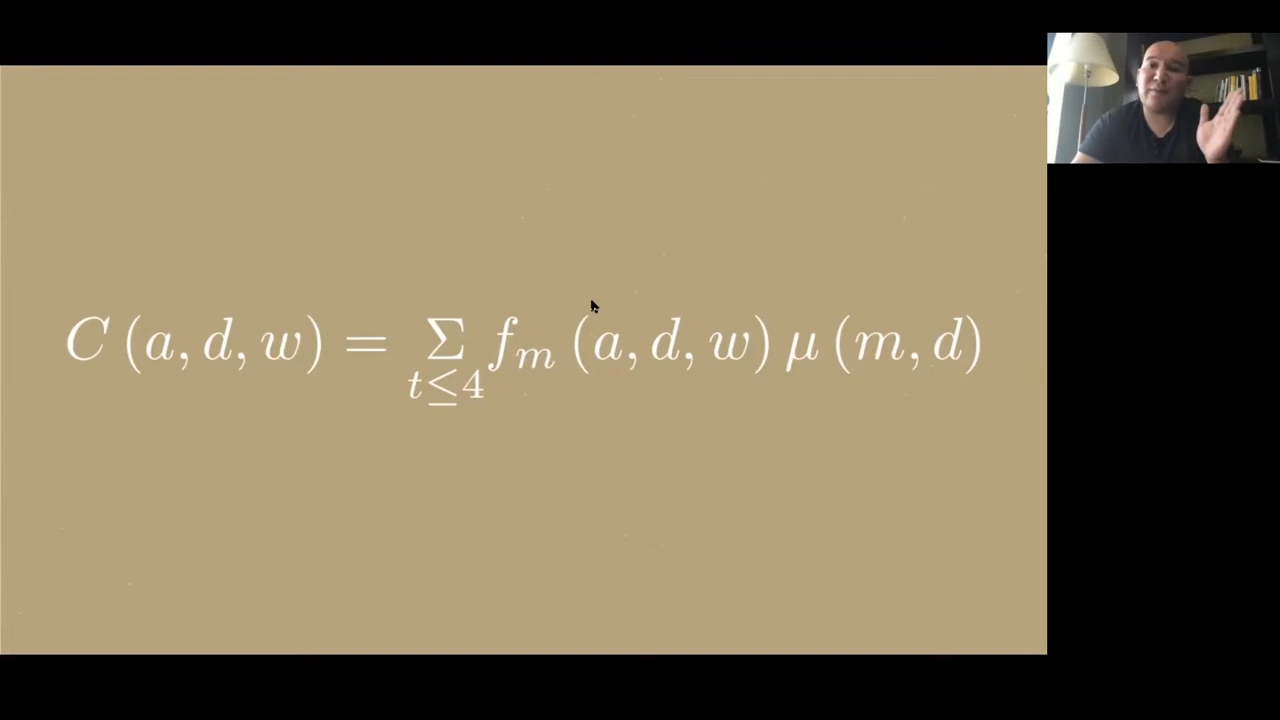 C (a, d, w) = Σ f_m (a, d, w) μ (m, d)
t≤4